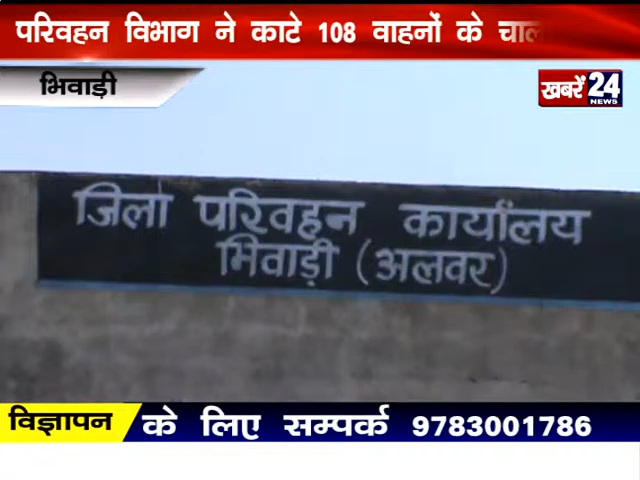 परिवहन विभाग ने काटे 108 वाहनों के
भिवाड़ी
खबरें 24
NEWS
जिला परिवहन कार्यालय
भिवाड़ी (अलवर)
विज्ञापन के लिए सम्पर्क 9783001786